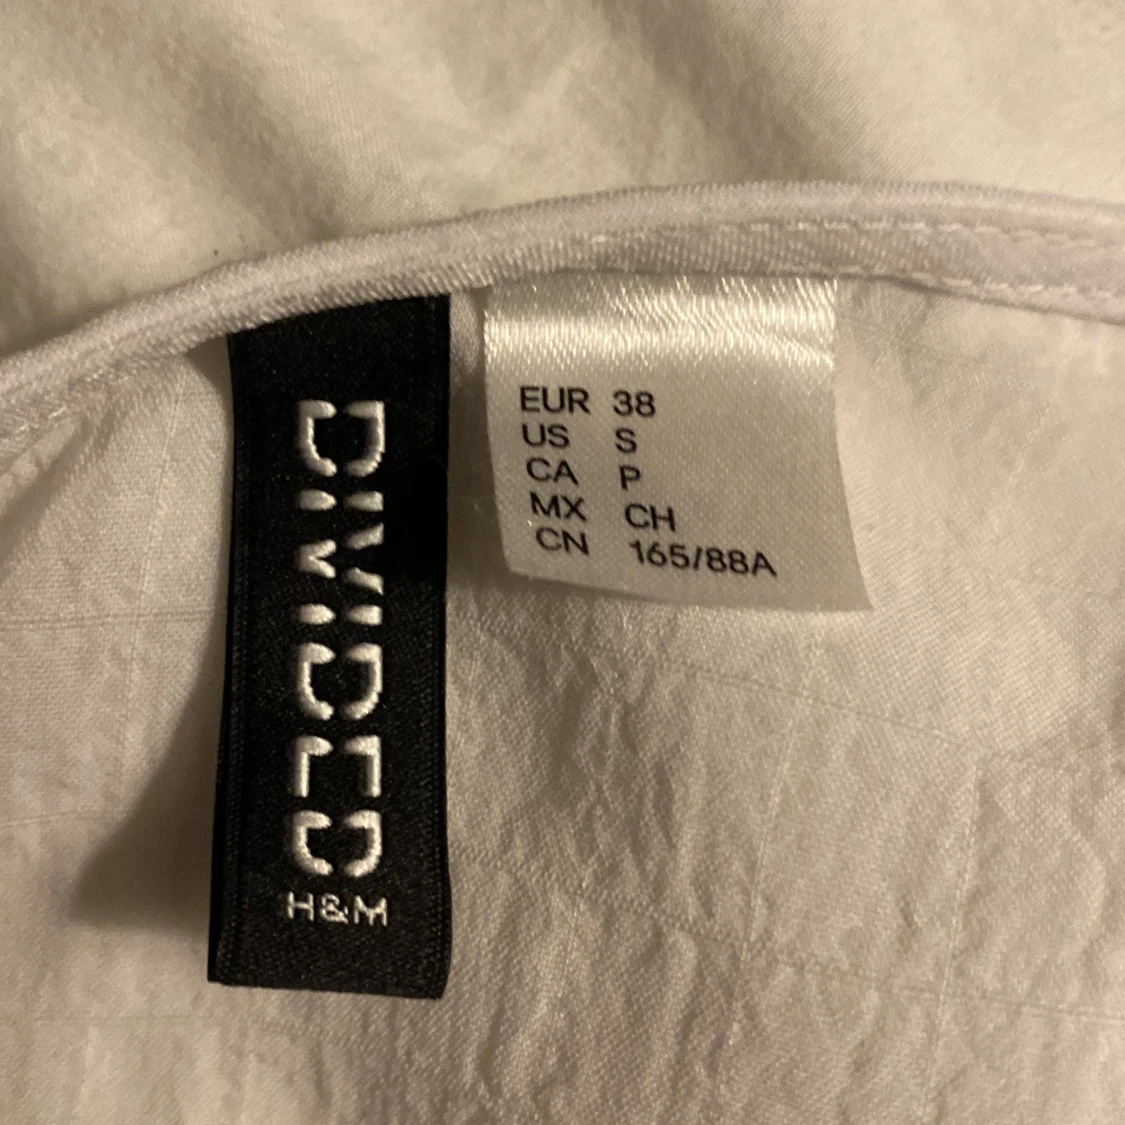 DIVIDED
H&M
EUR 38
US S
CA P
MX CH
CN 165/88A